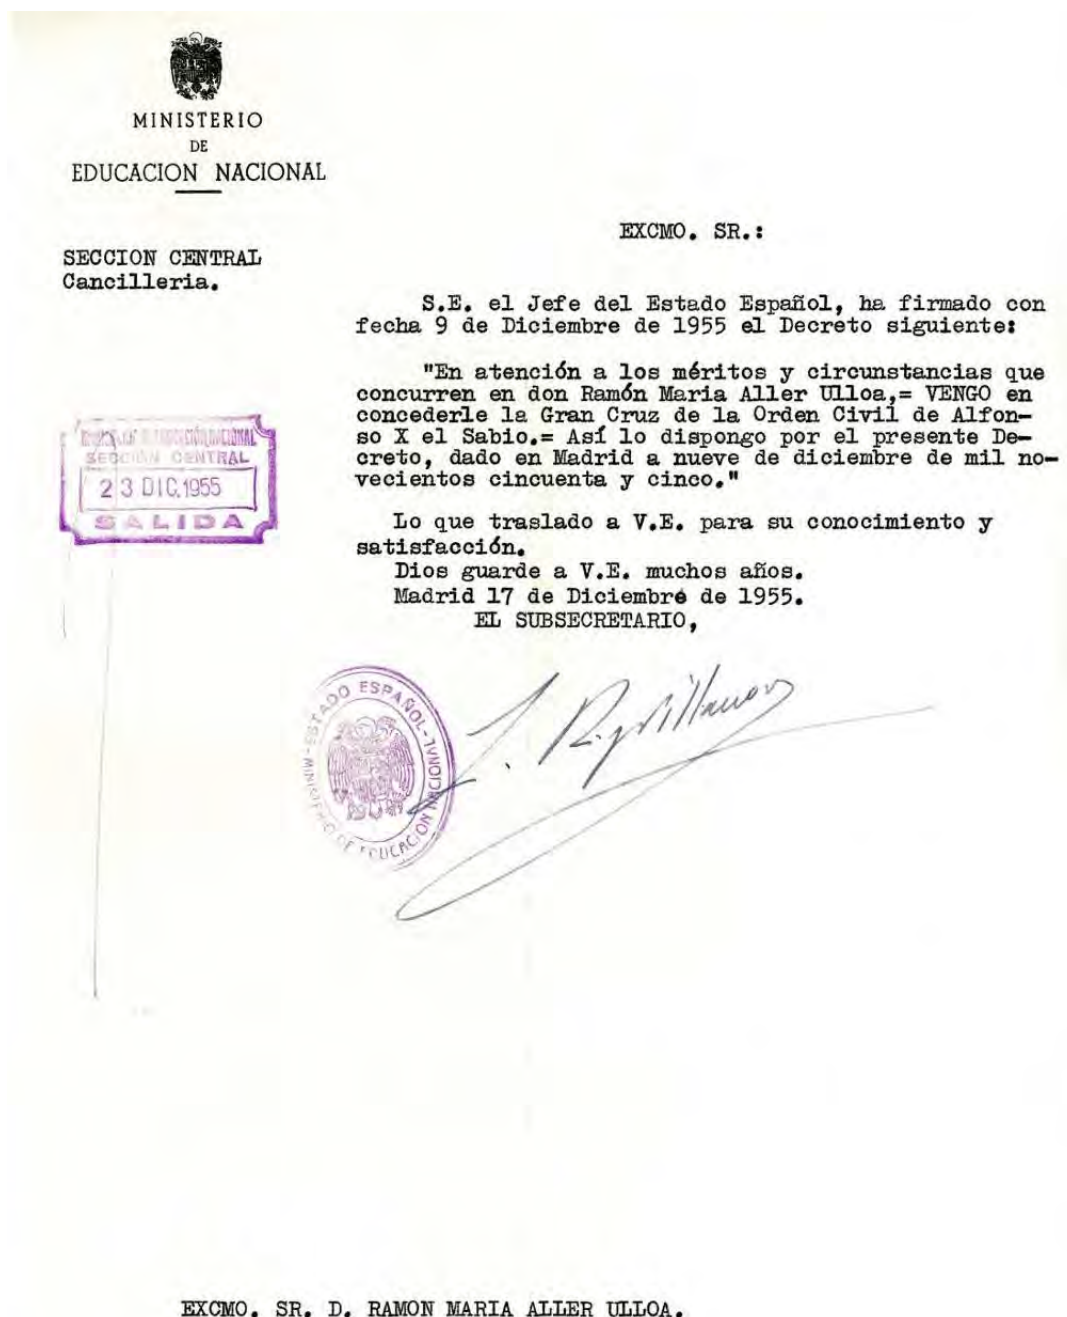 MINISTERIO
DE
EDUCACION NACIONAL
SECCION CENTRAL
Cancilleria.
EXCMO. SR.:
S.E. el Jefe del Estado Español, ha firmado con
fecha 9 de Diciembre de 1955 el Decreto siguiente:
"En atención a los méritos y circunstancias que
concurren en don Ramón Maria Aller Ulloa,= VENGO en
concederle la Gran Cruz de la Orden Civil de Alfon-
so X el Sabio.= Así lo dispongo por el presente De-
creto, dado en Madrid a nueve de diciembre de mil no-
vecientos cincuenta y cinco."
NACIONAL
SECCION CENTRAL
23 DIC.1955
SALIDA
Lo que traslado a V.E. para su conocimiento y
satisfacción.
Dios guarde a V.E. muchos años.
Madrid 17 de Diciembre de 1955.
EL SUBSECRETARIO,
ESTADO ESPAÑOL-
MINISTERIO DE EDUCACION NACIONAL-
EXCMO. SR. D. RAMON MARIA ALLER ULLOA.